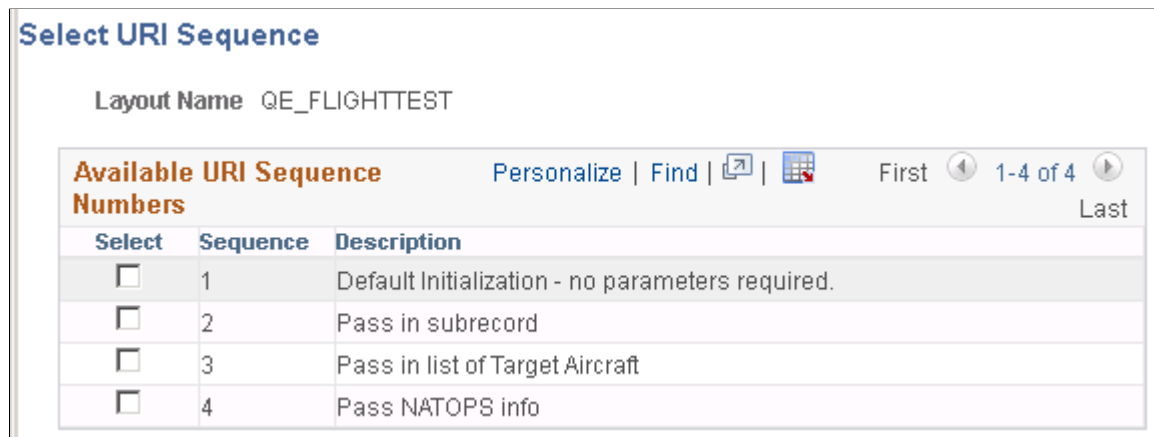 Select URI Sequence
Layout Name QE_FLIGHTTEST
Available URI Sequence Numbers Personalize | Find | | First 1-4 of 4 Last
Select Sequence Description
1 Default Initialization - no parameters required.
2 Pass in subrecord
3 Pass in list of Target Aircraft
4 Pass NATOPS info